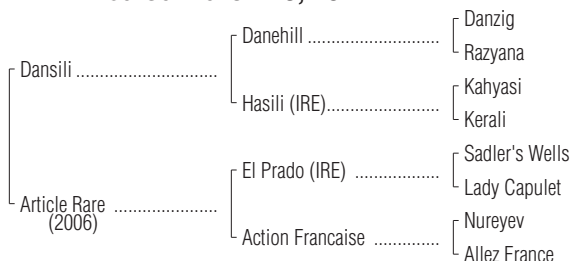 Danzig
Danehill
Razyana
Dansili
Kahyasi
Hasili (IRE)
Kerali
Sadler's Wells
El Prado (IRE)
Lady Capulet
Article Rare
(2006)
Nureyev
Action Francaise
Allez France